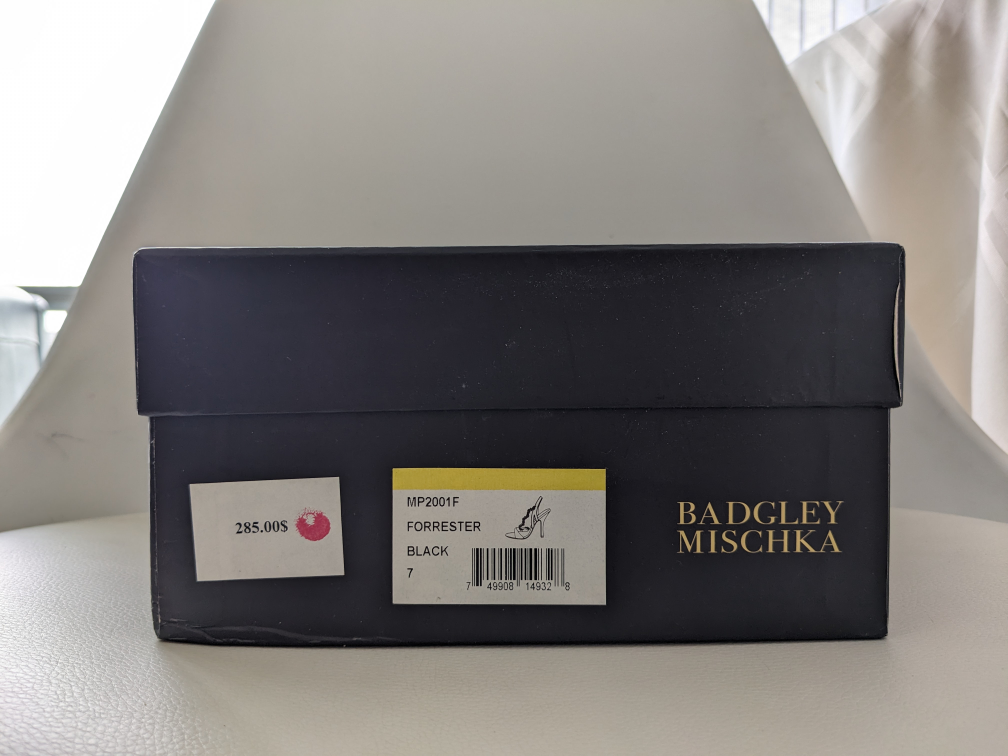 285.00$
MP2001F
FORRESTER
BLACK
7
7 49908 14932 8
BADGLEY
MISCHKA